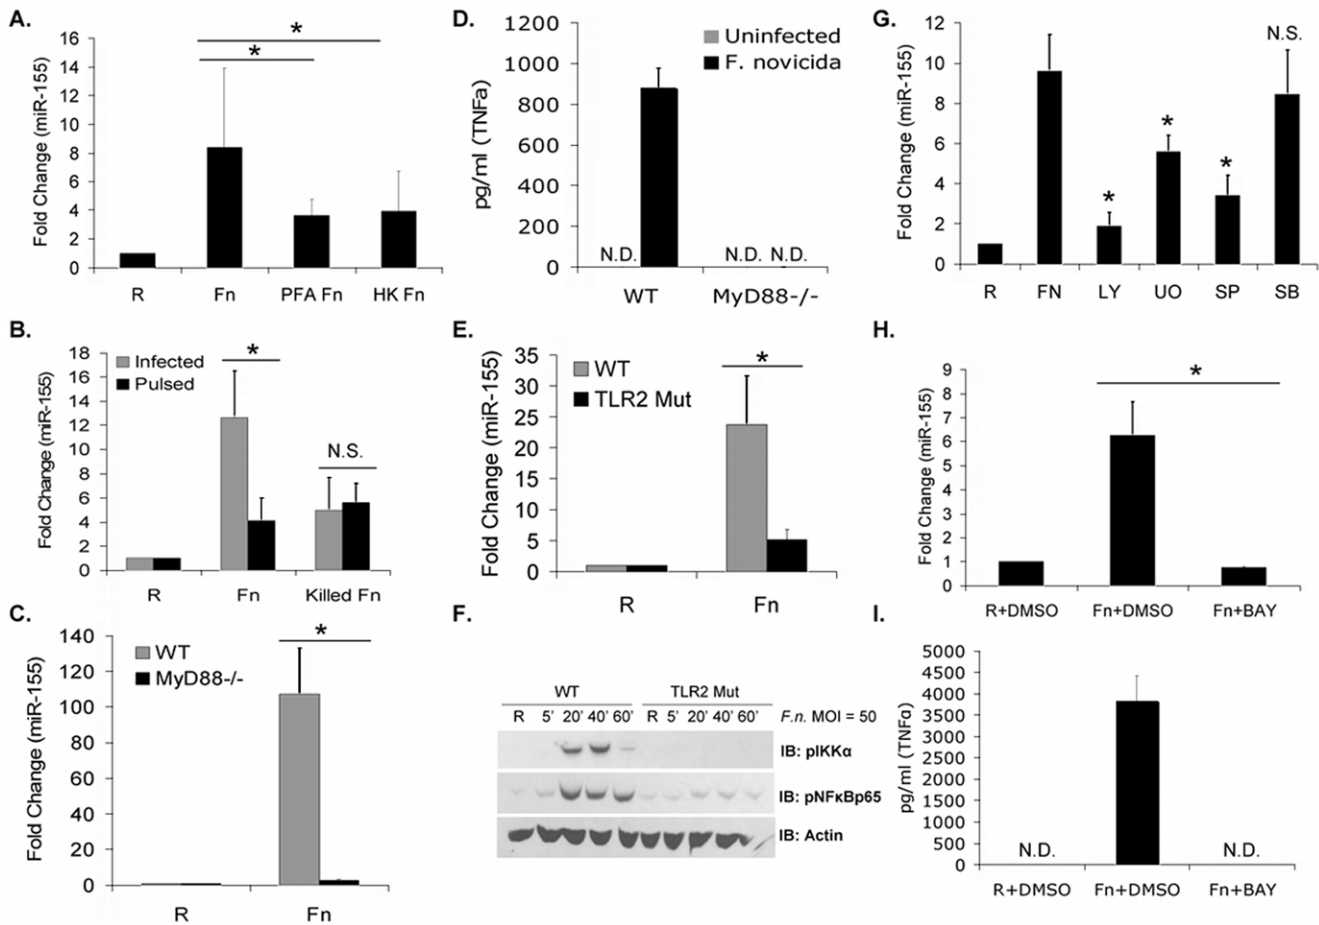 A.
Fold Change (miR-155)
16
14
12
10
8
6
4
2
0
*
*
R Fn PFA Fn HK Fn
D.
pg/ml (TNFa)
1200
1000
800
600
400
200
0
Uninfected
F. novicida
N.D. N.D. N.D.
WT MyD88-/-
G.
Fold Change (miR-155)
12
10
8
6
4
2
0
N.S.
*
*
*
R FN LY UO SP SB
B.
Fold Change (miR-155)
18
16
14
12
10
8
6
4
2
0
Infected
Pulsed
*
N.S.
R Fn Killed Fn
E.
Fold Change (miR-155)
35
30
25
20
15
10
5
0
WT
TLR2 Mut
*
R Fn
H.
Fold Change (miR-155)
9
8
7
6
5
4
3
2
1
0
*
R+DMSO Fn+DMSO Fn+BAY
C.
Fold Change (miR-155)
140
120
100
80
60
40
20
0
WT
MyD88-/-
*
R Fn
F.
WT TLR2 Mut
R 5' 20' 40' 60' R 5' 20' 40' 60' F.n. MOI = 50
IB: pIKKα
IB: pNFκBp65
IB: Actin
I.
pg/ml (TNFα)
5000
4500
4000
3500
3000
2500
2000
1500
1000
500
0
N.D. N.D.
R+DMSO Fn+DMSO Fn+BAY